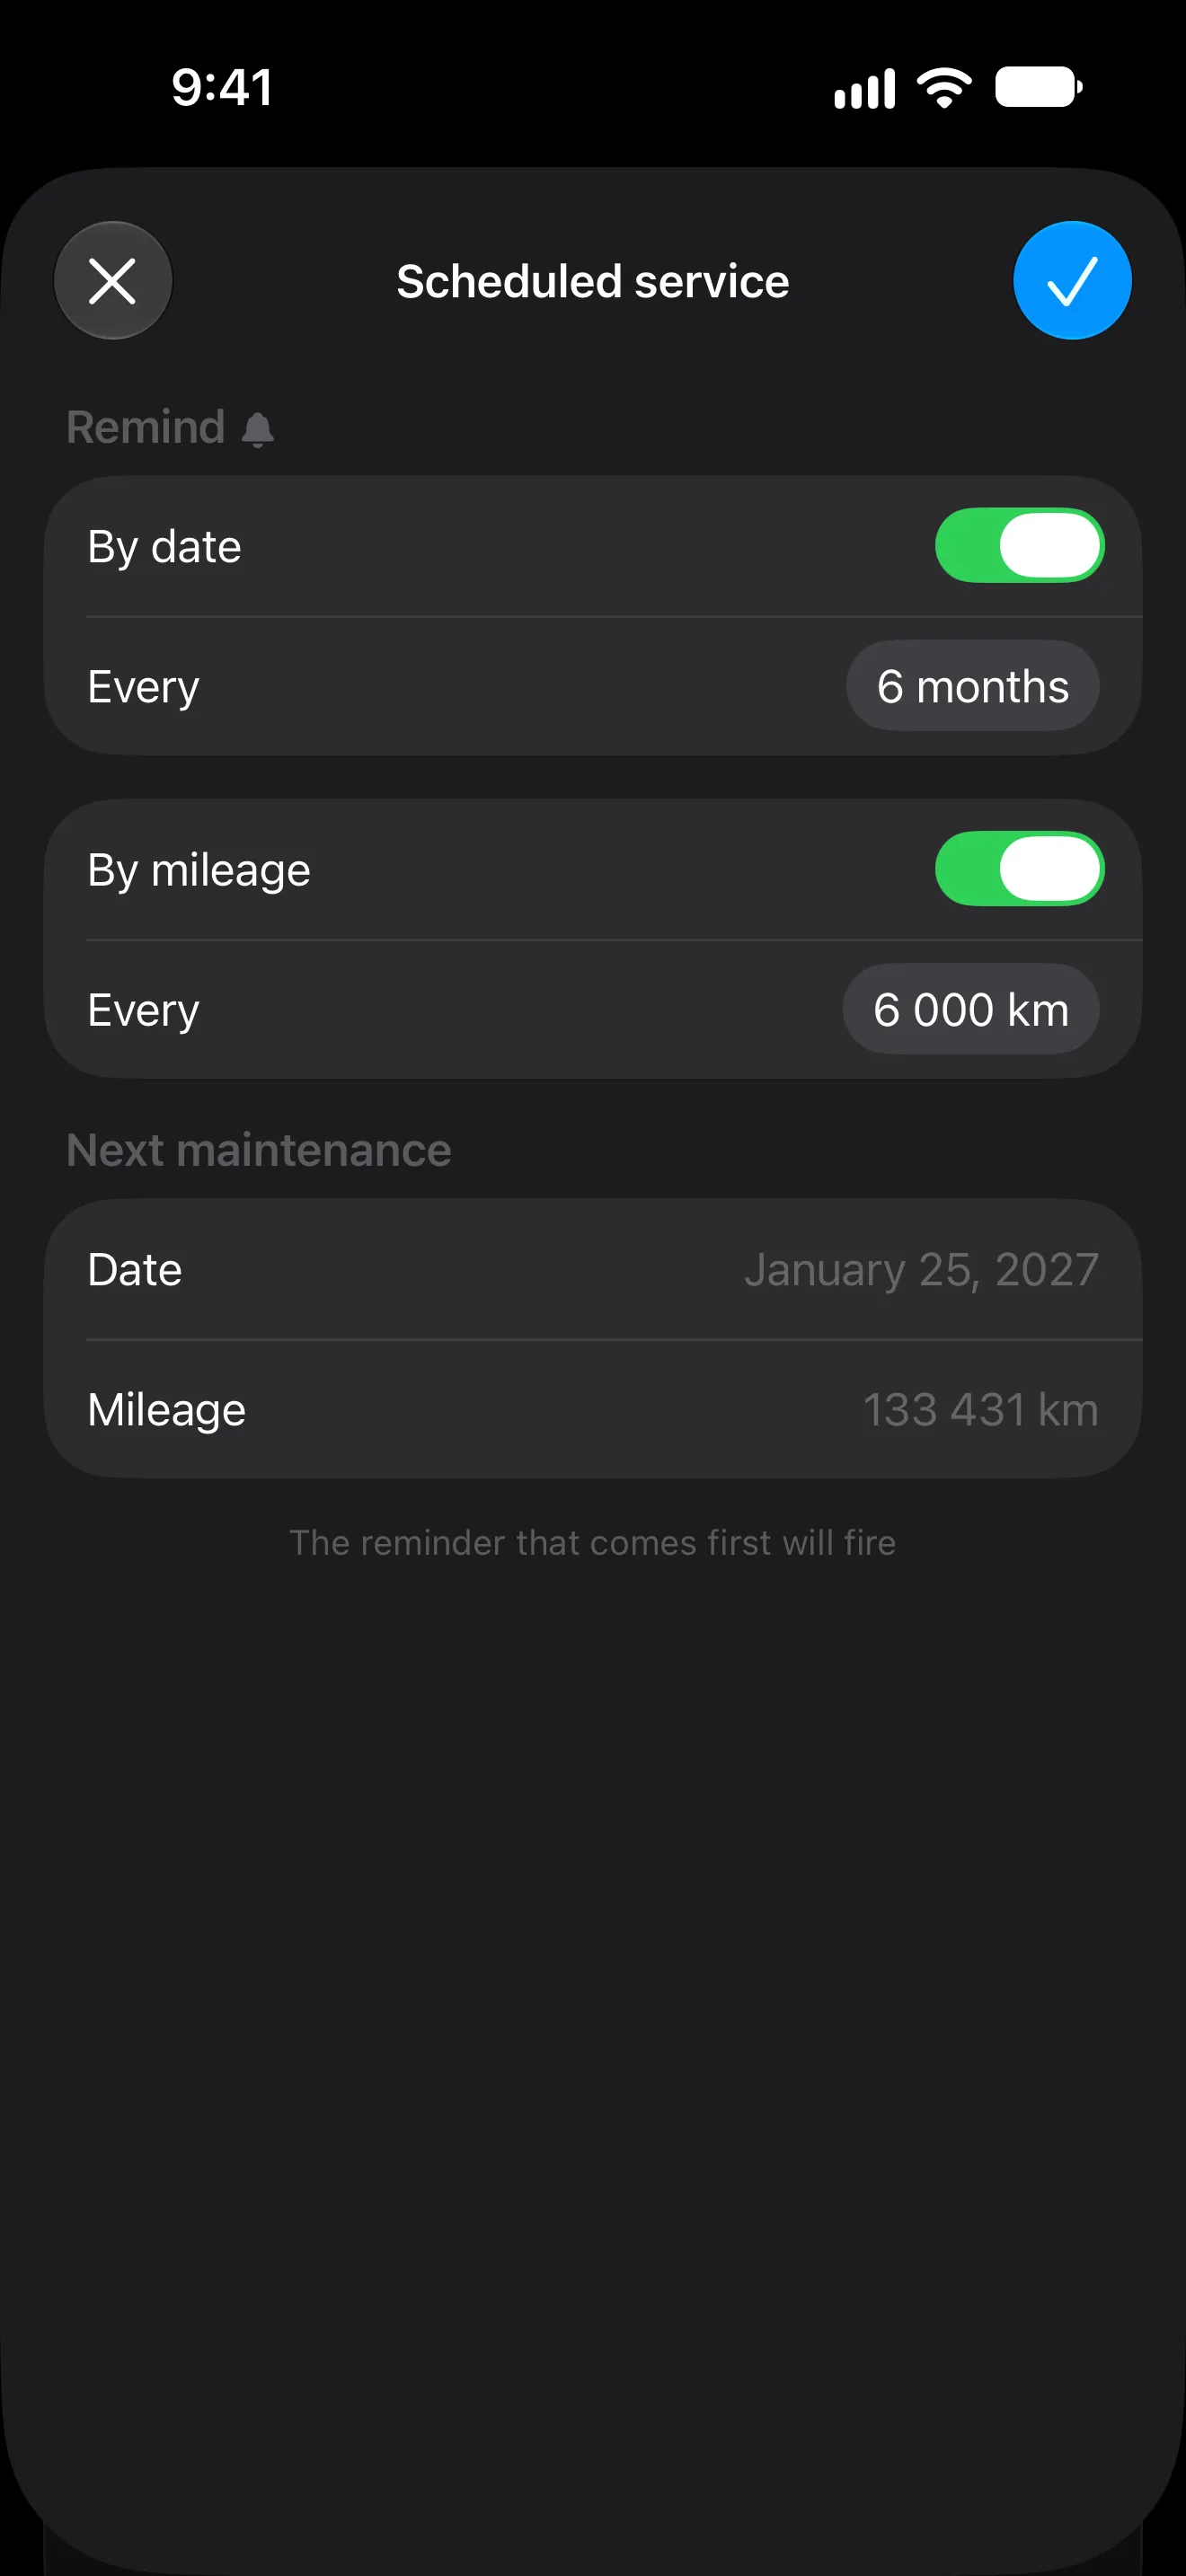 9:41
Scheduled service
Remind
By date
Every 6 months
By mileage
Every 6 000 km
Next maintenance
Date January 25, 2027
Mileage 133 431 km
The reminder that comes first will fire